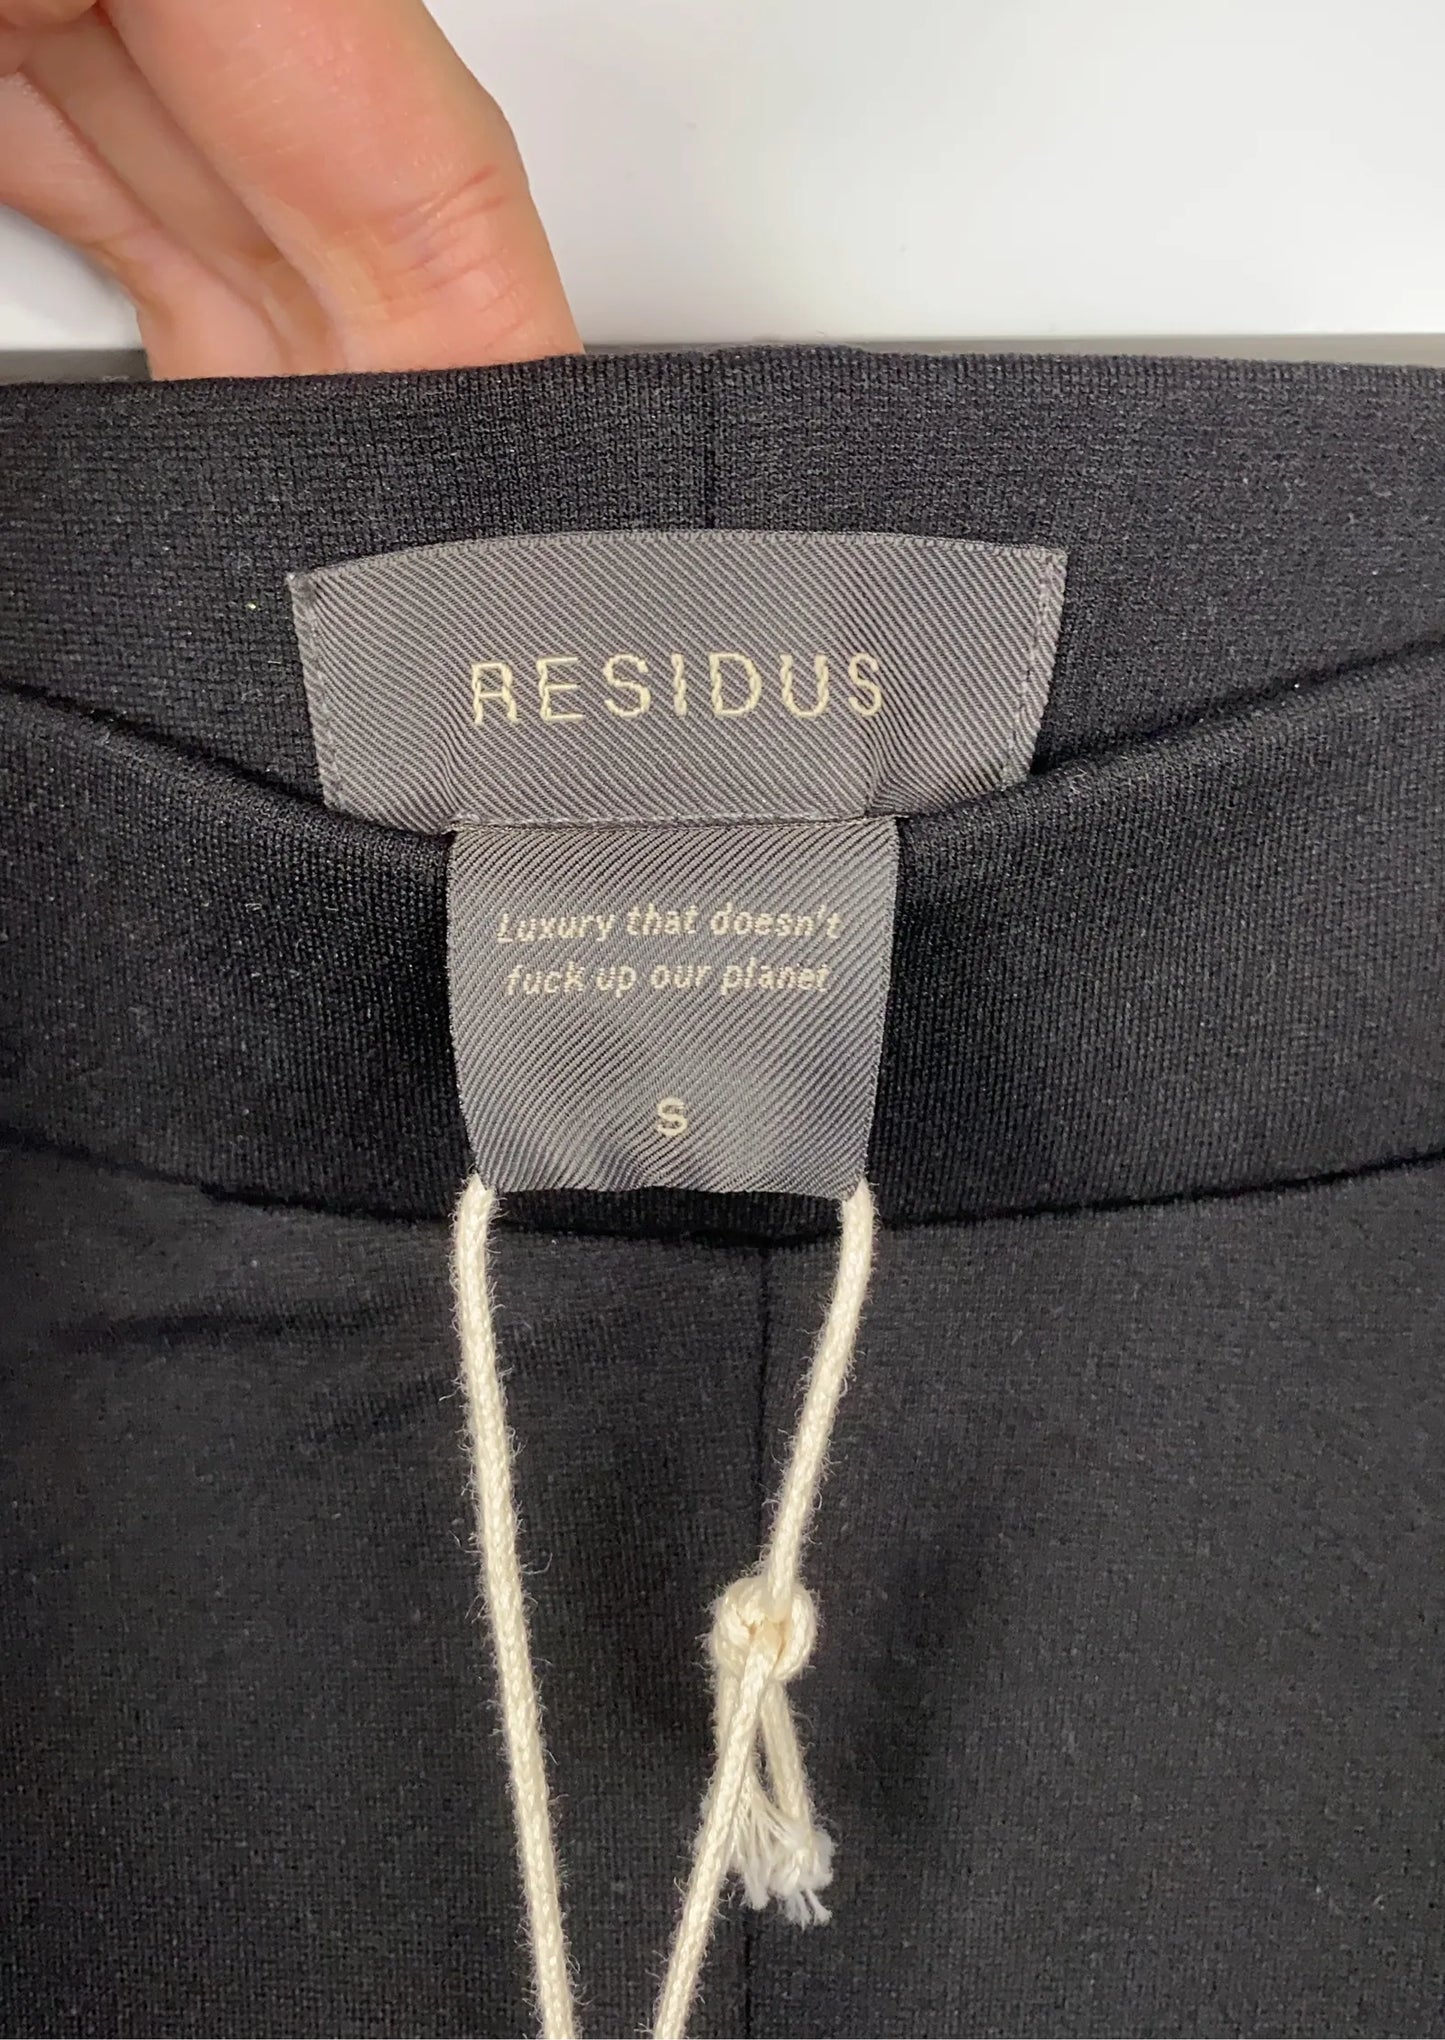 RESIDUS
Luxury that doesn't
fuck up our planet
S